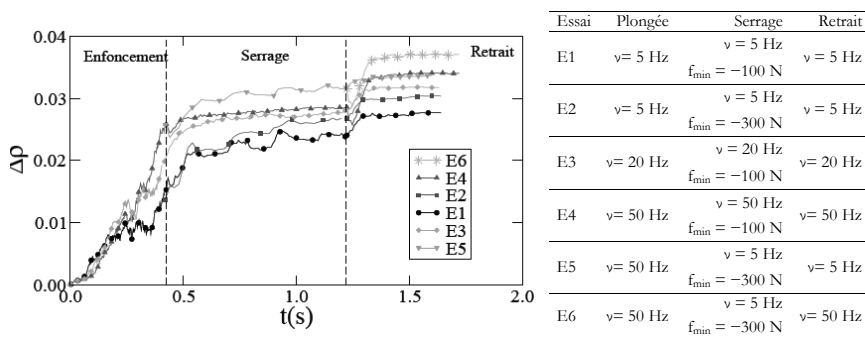 0.04
0.03
0.02
0.01
0.00
Δρ
Enfoncement
Serrage
Retrait
E6
E4
E2
E1
E3
E5
0.0
0.5
1.0
1.5
2.0
t(s)
Essai Plongée Serrage Retrait
E1 ν= 5 Hz ν = 5 Hz ν = 5 Hz
fmin = −100 N
E2 ν= 5 Hz ν = 5 Hz ν = 5 Hz
fmin = −300 N
E3 ν= 20 Hz ν = 20 Hz ν= 20 Hz
fmin = −100 N
E4 ν= 50 Hz ν = 50 Hz ν= 50 Hz
fmin = −100 N
E5 ν= 50 Hz ν = 5 Hz ν = 5 Hz
fmin = −300 N
E6 ν= 50 Hz ν = 5 Hz ν= 50 Hz
fmin = −300 N